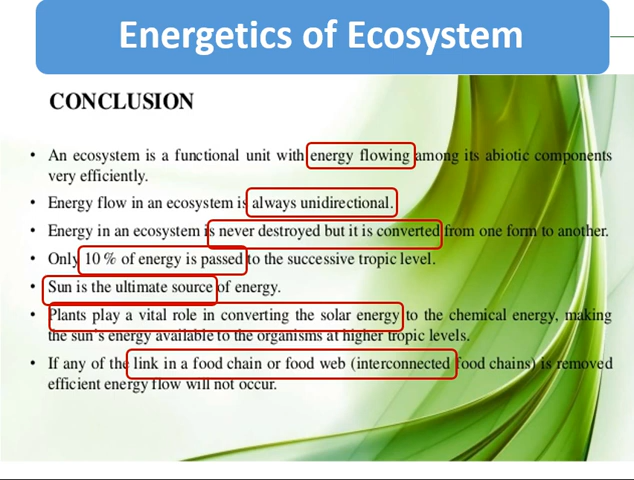 Energetics of Ecosystem
CONCLUSION
• An ecosystem is a functional unit with energy flowing among its abiotic components
very efficiently.
• Energy flow in an ecosystem is always unidirectional.
• Energy in an ecosystem is never destroyed but it is converted from one form to another.
• Only 10 % of energy is passed to the successive tropic level.
• Sun is the ultimate source of energy.
• Plants play a vital role in converting the solar energy to the chemical energy, making
the sun's energy available to the organisms at higher tropic levels.
• If any of the link in a food chain or food web (interconnected food chains) is removed
efficient energy flow will not occur.